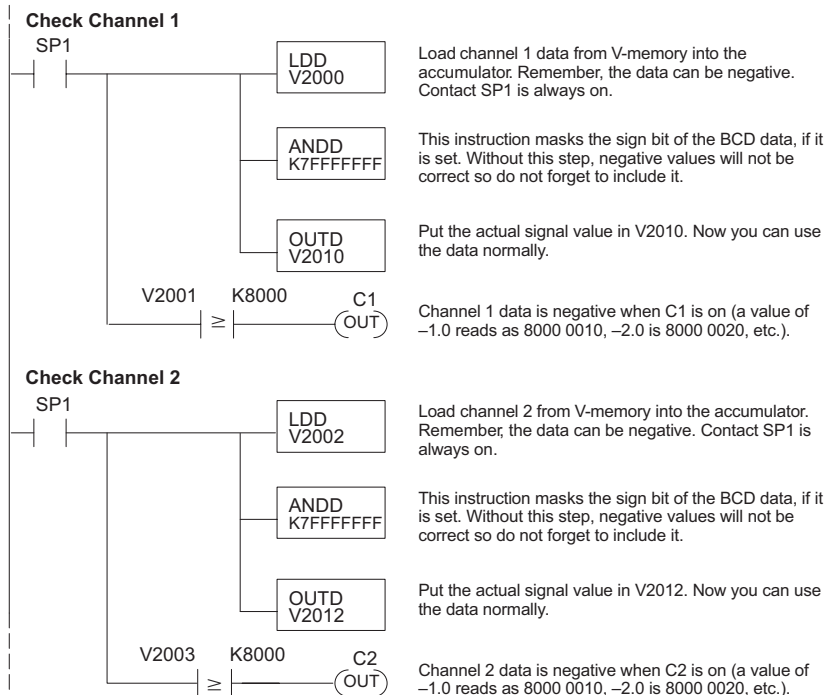 Check Channel 1
SP1
LDD
V2000
Load channel 1 data from V-memory into the
accumulator. Remember, the data can be negative.
Contact SP1 is always on.
ANDD
K7FFFFFFF
This instruction masks the sign bit of the BCD data, if it
is set. Without this step, negative values will not be
correct so do not forget to include it.
OUTD
V2010
Put the actual signal value in V2010. Now you can use
the data normally.
V2001 K8000 C1
≥ OUT
Channel 1 data is negative when C1 is on (a value of
–1.0 reads as 8000 0010, –2.0 is 8000 0020, etc.).
Check Channel 2
SP1
LDD
V2002
Load channel 2 from V-memory into the accumulator.
Remember, the data can be negative. Contact SP1 is
always on.
ANDD
K7FFFFFFF
This instruction masks the sign bit of the BCD data, if it
is set. Without this step, negative values will not be
correct so do not forget to include it.
OUTD
V2012
Put the actual signal value in V2012. Now you can use
the data normally.
V2003 K8000 C2
≥ OUT
Channel 2 data is negative when C2 is on (a value of
–1.0 reads as 8000 0010, –2.0 is 8000 0020, etc.).